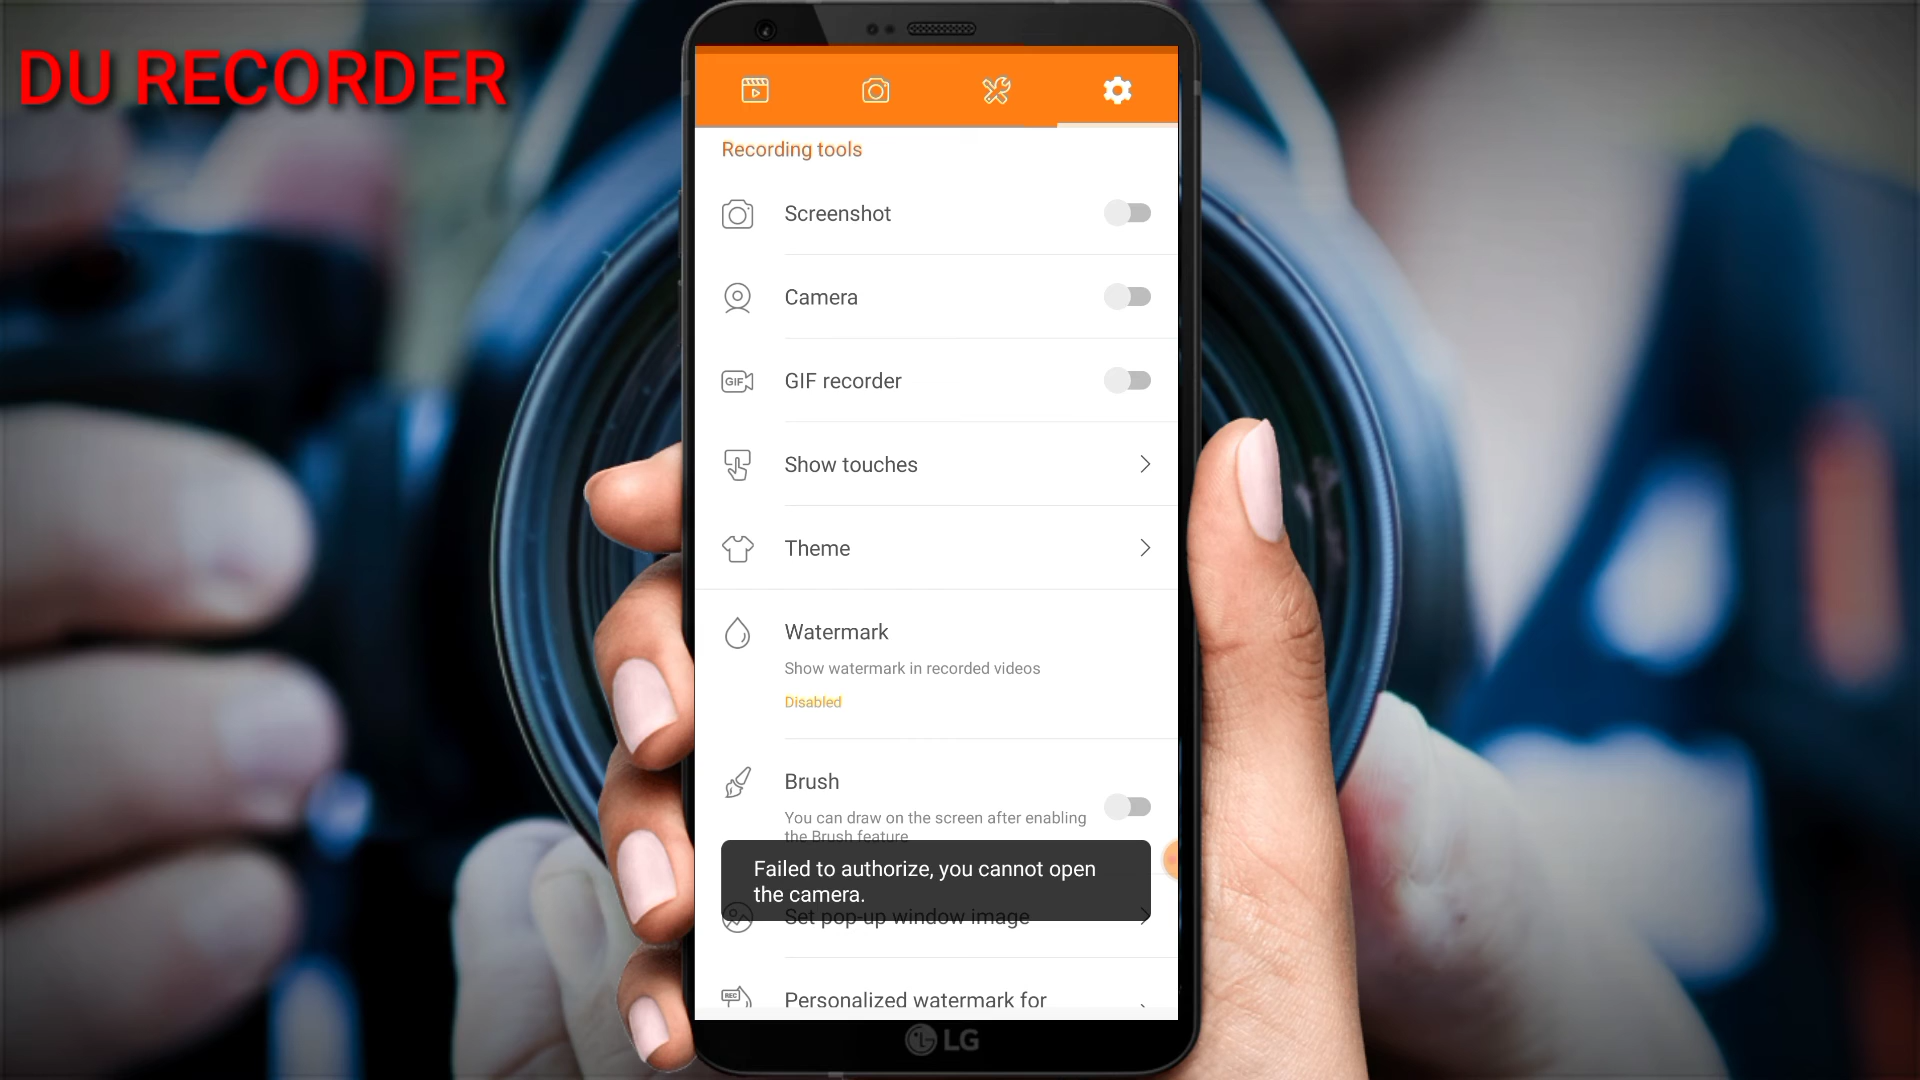 DU RECORDER
Recording tools
Screenshot
Camera
GIF
GIF recorder
Show touches
Theme
Watermark
Show watermark in recorded videos
Disabled
Brush
You can draw on the screen after enabling
the Brush feature
Failed to authorize, you cannot open
the camera.
Set pop-up window image
REC
Personalized watermark for
LG